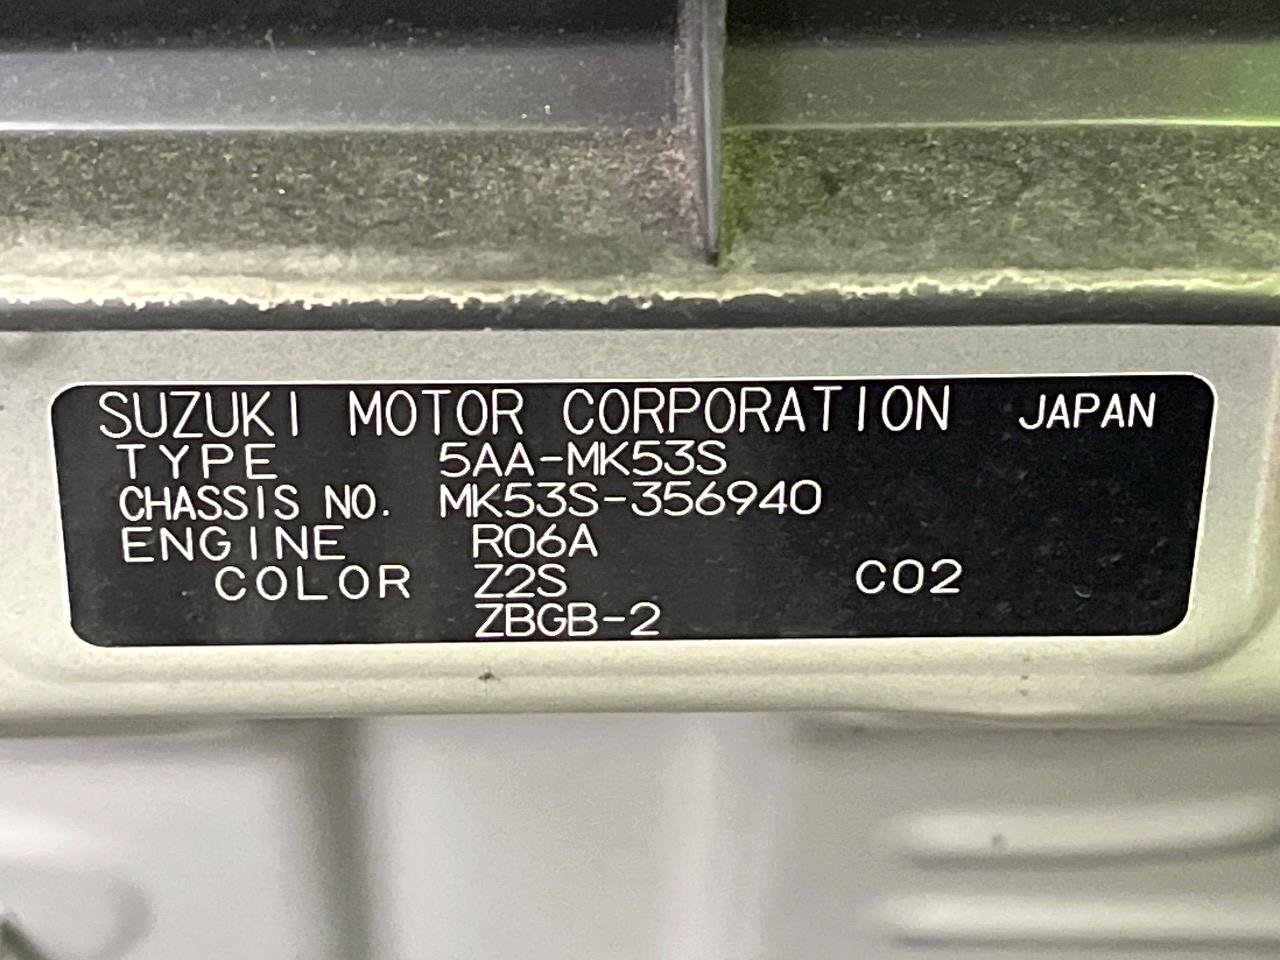 SUZUKI MOTOR CORPORATION JAPAN
TYPE 5AA-MK53S
CHASSIS NO. MK53S-356940
ENGINE R06A
COLOR Z2S C02
ZBGB-2